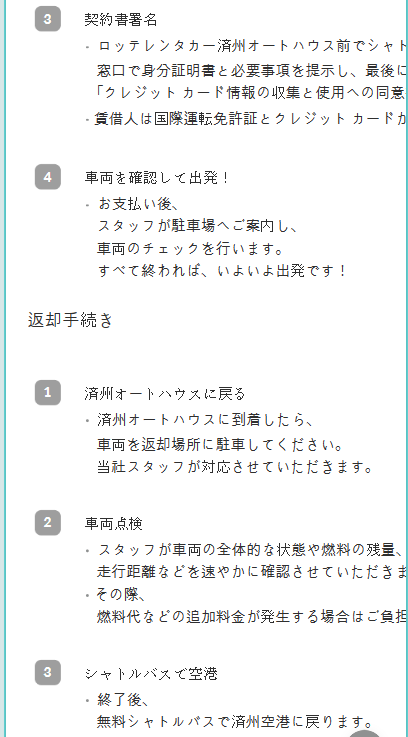 3
契約書署名
・ロッテレンタカー済州オートハウス前でシャト
窓口で身分証明書と必要事項を提示し、最後に
「クレジット カード情報の収集と使用への同意
・賃借人は国際運転免許証とクレジット カードか
4
車両を確認して出発！
・お支払い後、
スタッフが駐車場へご案内し、
車両のチェックを行います。
すべて終われば、いよいよ出発です！
返却手続き
1
済州オートハウスに戻る
・済州オートハウスに到着したら、
車両を返却場所に駐車してください。
当社スタッフが対応させていただきます。
2
車両点検
・スタッフが車両の全体的な状態や燃料の残量、
走行距離などを速やかに確認させていただきま
・その際、
燃料代などの追加料金が発生する場合はご負担
3
シャトルバスで空港
・終了後、
無料シャトルバスで済州空港に戻ります。